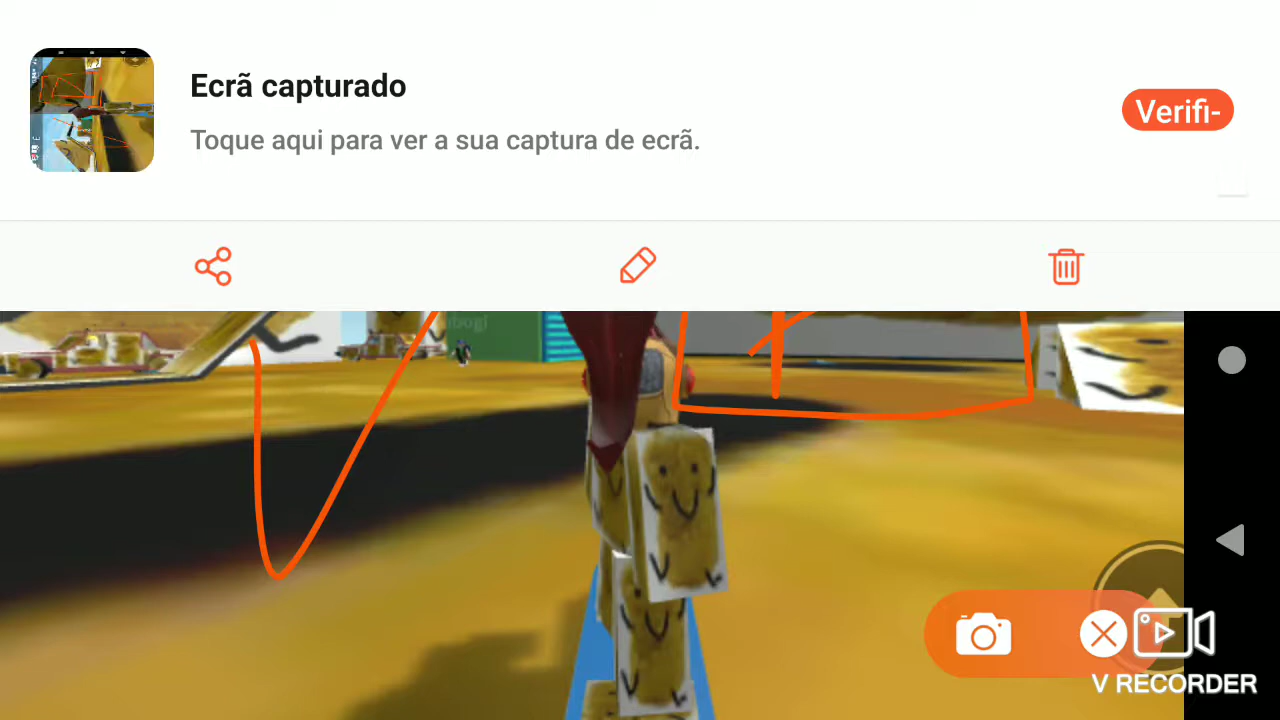 Ecrã capturado
Verifi-
Toque aqui para ver a sua captura de ecrã.
V RECORDER